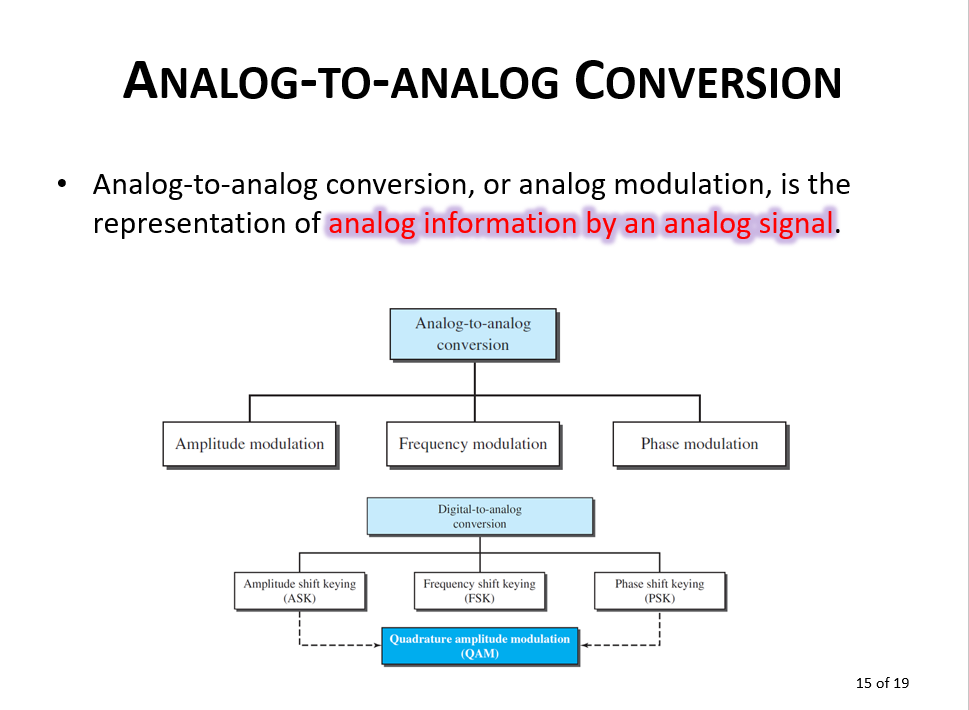 ANALOG-TO-ANALOG CONVERSION
• Analog-to-analog conversion, or analog modulation, is the
representation of analog information by an analog signal.
Analog-to-analog
conversion
Amplitude modulation
Frequency modulation
Phase modulation
Digital-to-analog
conversion
Amplitude shift keying
(ASK)
Frequency shift keying
(FSK)
Phase shift keying
(PSK)
Quadrature amplitude modulation
(QAM)
15 of 19